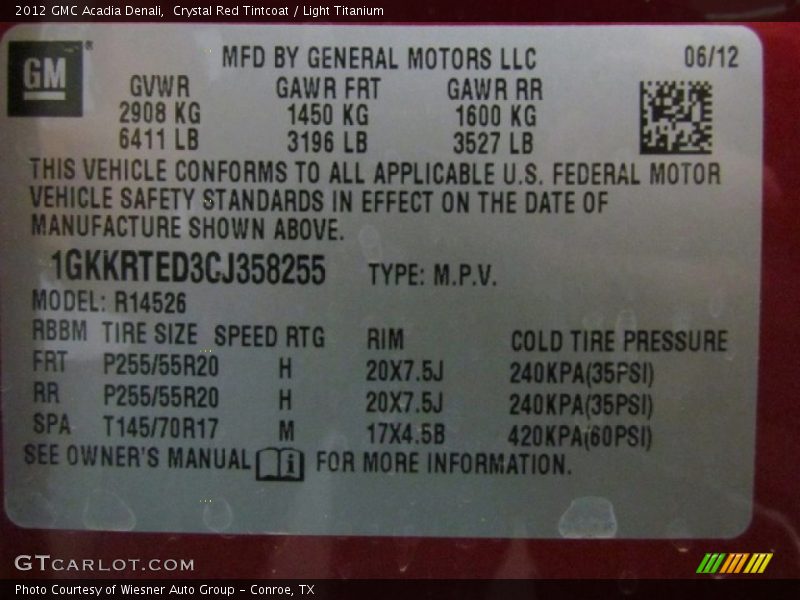 2012 GMC Acadia Denali,  Crystal Red Tintcoat / Light Titanium
GM ®
MFD BY GENERAL MOTORS LLC 06/12
GVWR GAWR FRT GAWR RR
2908 KG 1450 KG 1600 KG
6411 LB 3196 LB 3527 LB
THIS VEHICLE CONFORMS TO ALL APPLICABLE U.S. FEDERAL MOTOR
VEHICLE SAFETY STANDARDS IN EFFECT ON THE DATE OF
MANUFACTURE SHOWN ABOVE.
1GKKRTED3CJ358255 TYPE: M.P.V.
MODEL: R14526
RBBM TIRE SIZE SPEED RTG RIM COLD TIRE PRESSURE
FRT P255/55R20 H 20X7.5J 240KPA(35PSI)
RR P255/55R20 H 20X7.5J 240KPA(35PSI)
SPA T145/70R17 M 17X4.5B 420KPA(60PSI)
SEE OWNER'S MANUAL i FOR MORE INFORMATION.
GTCARLOT.COM
Photo Courtesy of Wiesner Auto Group - Conroe, TX